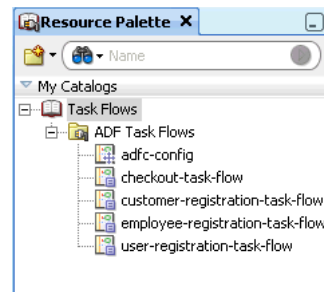 Resource Palette
Name
My Catalogs
Task Flows
ADF Task Flows
adfc-config
checkout-task-flow
customer-registration-task-flow
employee-registration-task-flow
user-registration-task-flow